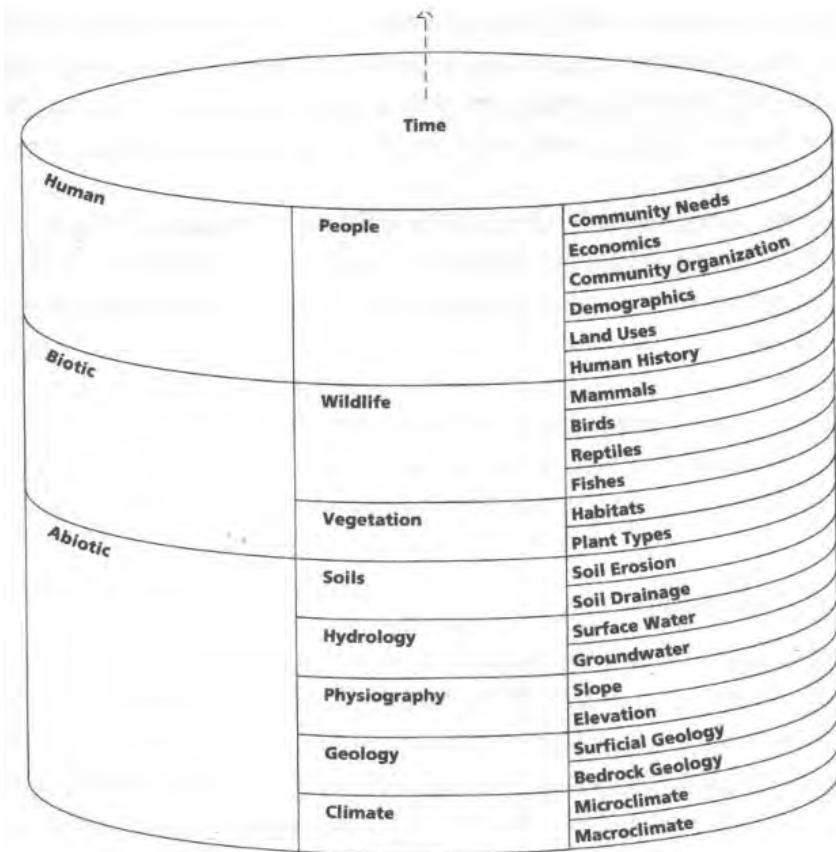 Time
Human
People
Community Needs
Economics
Community Organization
Demographics
Land Uses
Human History
Biotic
Wildlife
Mammals
Birds
Reptiles
Fishes
Vegetation
Habitats
Plant Types
Abiotic
Soils
Soil Erosion
Soil Drainage
Hydrology
Surface Water
Groundwater
Physiography
Slope
Elevation
Geology
Surficial Geology
Bedrock Geology
Climate
Microclimate
Macroclimate